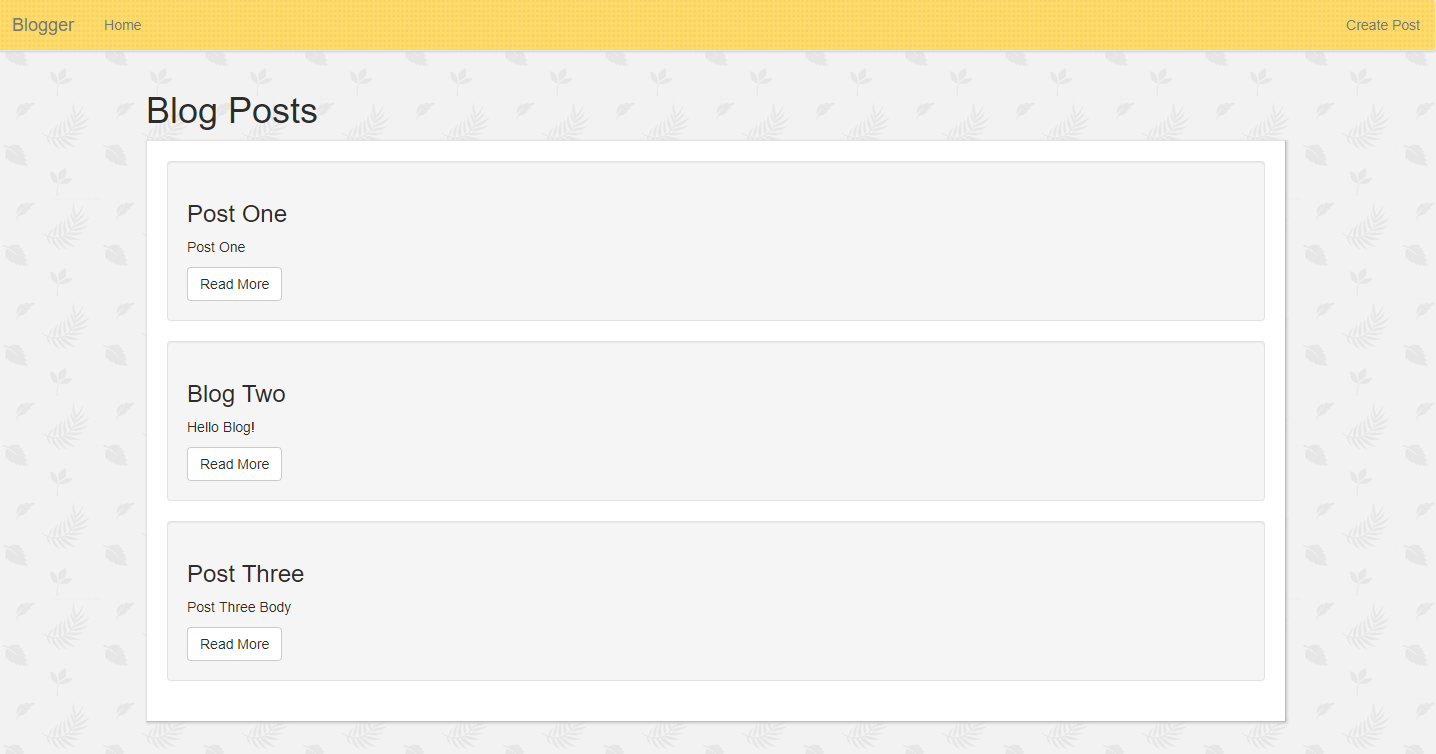 Blogger Home Create Post
Blog Posts
Post One
Post One
Read More
Blog Two
Hello Blog!
Read More
Post Three
Post Three Body
Read More